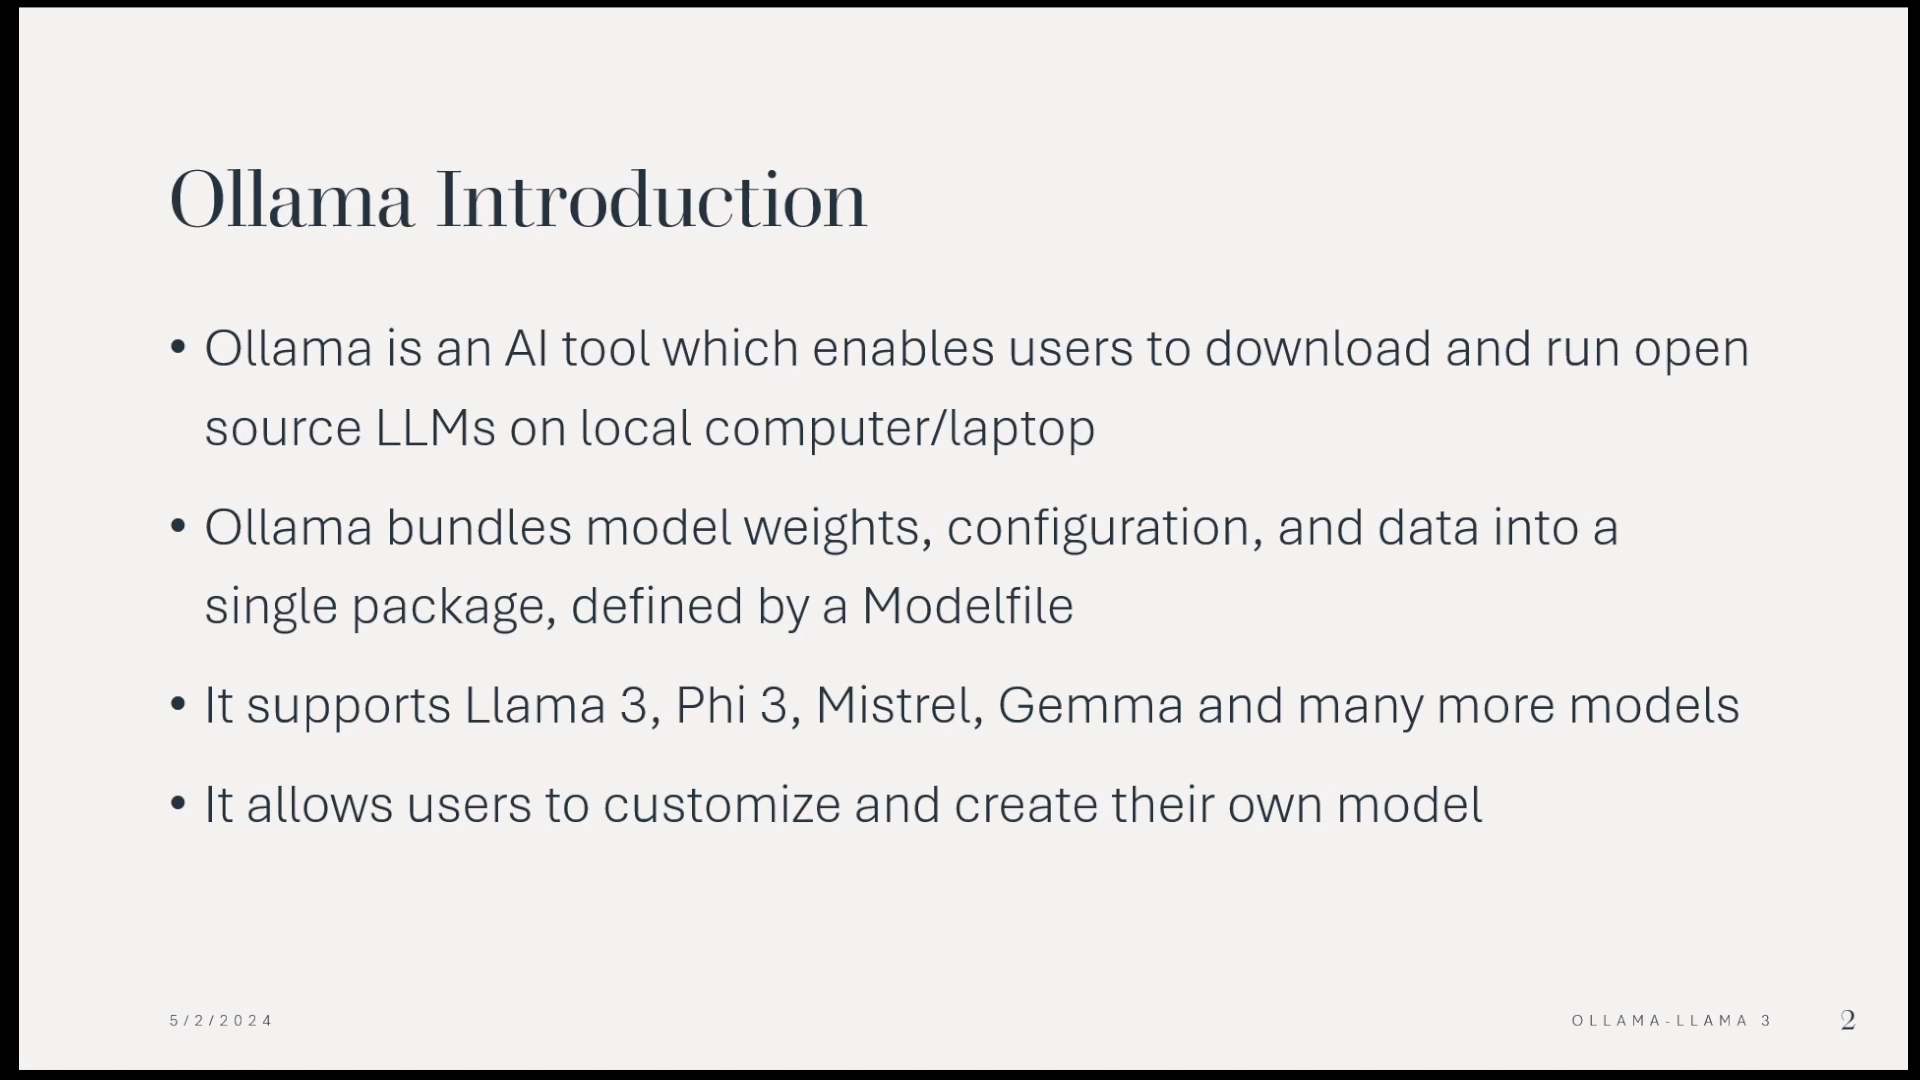 Ollama Introduction
• Ollama is an AI tool which enables users to download and run open
source LLMs on local computer/laptop
• Ollama bundles model weights, configuration, and data into a
single package, defined by a Modelfile
• It supports Llama 3, Phi 3, Mistrel, Gemma and many more models
• It allows users to customize and create their own model
5/2/2024
OLLAMA-LLAMA 3
2